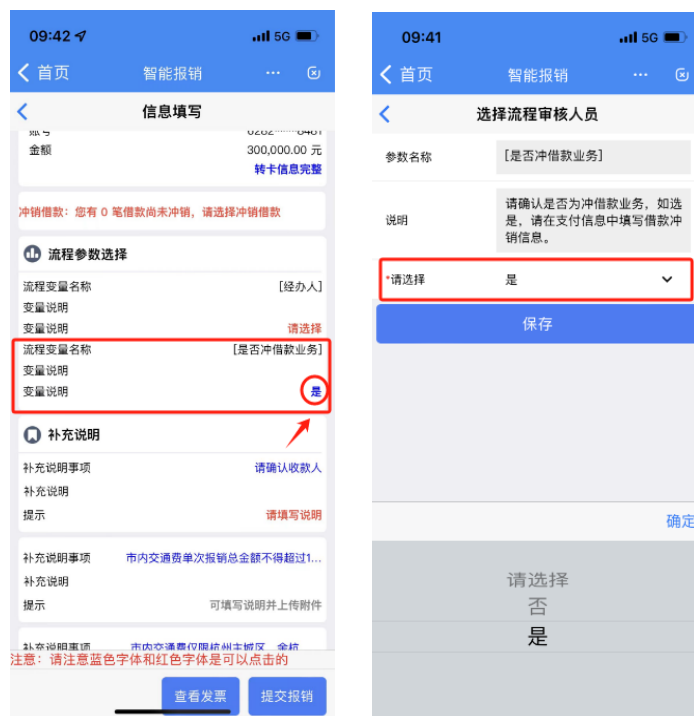 09:42
5G
首页
智能报销
信息填写
账号
6282******8481
金额
300,000.00 元
转卡信息完整
冲销借款：您有 0 笔借款尚未冲销，请选择冲销借款
流程参数选择
流程变量名称
[经办人]
变量说明
变量说明
请选择
流程变量名称
[是否冲借款业务]
变量说明
变量说明
是
补充说明
补充说明事项
请确认收款人
补充说明
提示
请填写说明
补充说明事项
市内交通费单次报销总金额不得超过1...
补充说明
提示
可填写说明并上传附件
补充说明事项
市内交通费仅限杭州主城区、余杭
注意：请注意蓝色字体和红色字体是可以点击的
查看发票
提交报销
09:41
5G
首页
智能报销
选择流程审核人员
参数名称
[是否冲借款业务]
说明
请确认是否为冲借款业务，如选
是，请在支付信息中填写借款冲
销信息。
*请选择
是
保存
确定
请选择
否
是